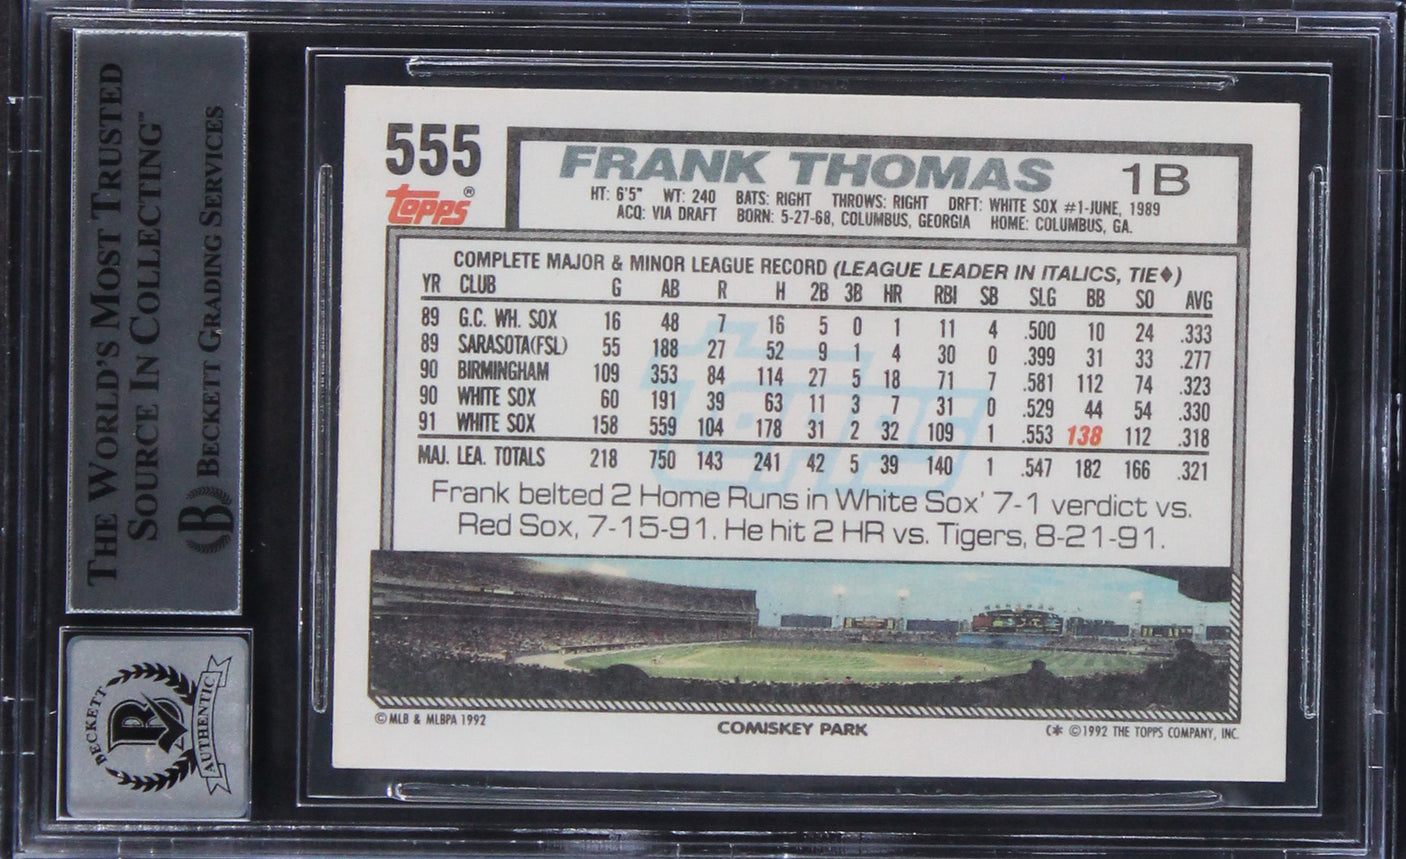 THE WORLD'S MOST TRUSTED
SOURCE IN COLLECTING™
BECKETT GRADING SERVICES
B
BECKETT
B
AUTHENTIC
555
Topps®
FRANK THOMAS 1B
HT: 6'5" WT: 240 BATS: RIGHT THROWS: RIGHT DRFT: WHITE SOX #1-JUNE, 1989
ACQ: VIA DRAFT BORN: 5-27-68, COLUMBUS, GEORGIA HOME: COLUMBUS, GA.
COMPLETE MAJOR & MINOR LEAGUE RECORD (LEAGUE LEADER IN ITALICS, TIE♦)
YR CLUB G AB R H 2B 3B HR RBI SB SLG BB SO AVG
89 G.C. WH. SOX 16 48 7 16 5 0 1 11 4 .500 10 24 .333
89 SARASOTA(FSL) 55 188 27 52 9 1 4 30 0 .399 31 33 .277
90 BIRMINGHAM 109 353 84 114 27 5 18 71 7 .581 112 74 .323
90 WHITE SOX 60 191 39 63 11 3 7 31 0 .529 44 54 .330
91 WHITE SOX 158 559 104 178 31 2 32 109 1 .553 138 112 .318
MAJ. LEA. TOTALS 218 750 143 241 42 5 39 140 1 .547 182 166 .321
topps
Frank belted 2 Home Runs in White Sox' 7-1 verdict vs.
Red Sox, 7-15-91. He hit 2 HR vs. Tigers, 8-21-91.
© MLB & MLBPA 1992
COMISKEY PARK
C* ©1992 THE TOPPS COMPANY, INC.